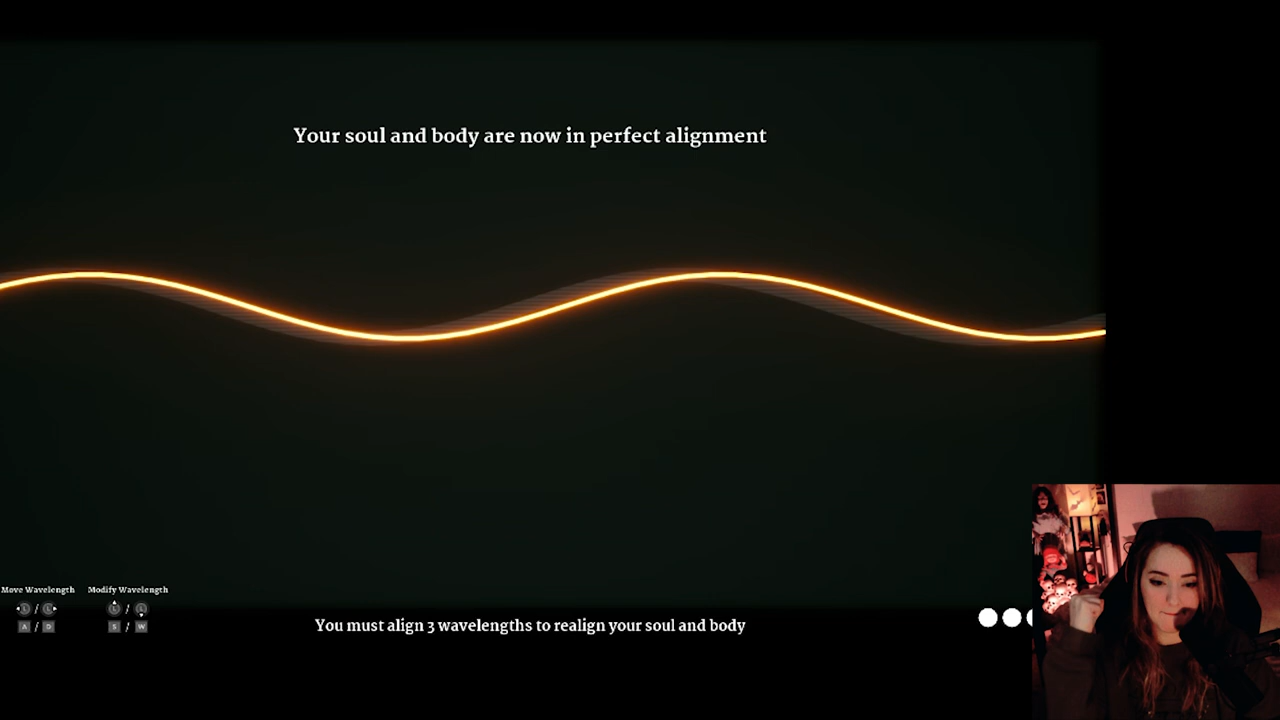 Your soul and body are now in perfect alignment
Move Wavelength Modify Wavelength
L / L L / L
A / D S / W
You must align 3 wavelengths to realign your soul and body